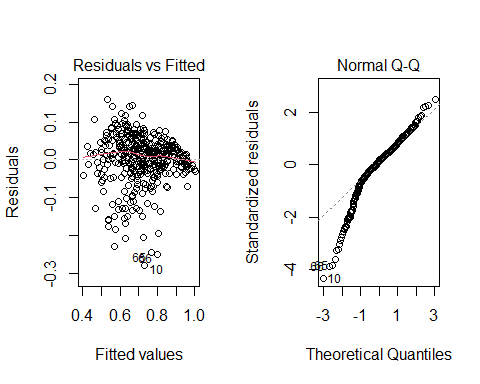 Residuals vs Fitted
Residuals
0.2
0.1
0.0
-0.1
-0.3
10
0.4 0.6 0.8 1.0
Fitted values
Normal Q-Q
Standardized residuals
2
0
-2
-4
10
-3 -1 1 3
Theoretical Quantiles